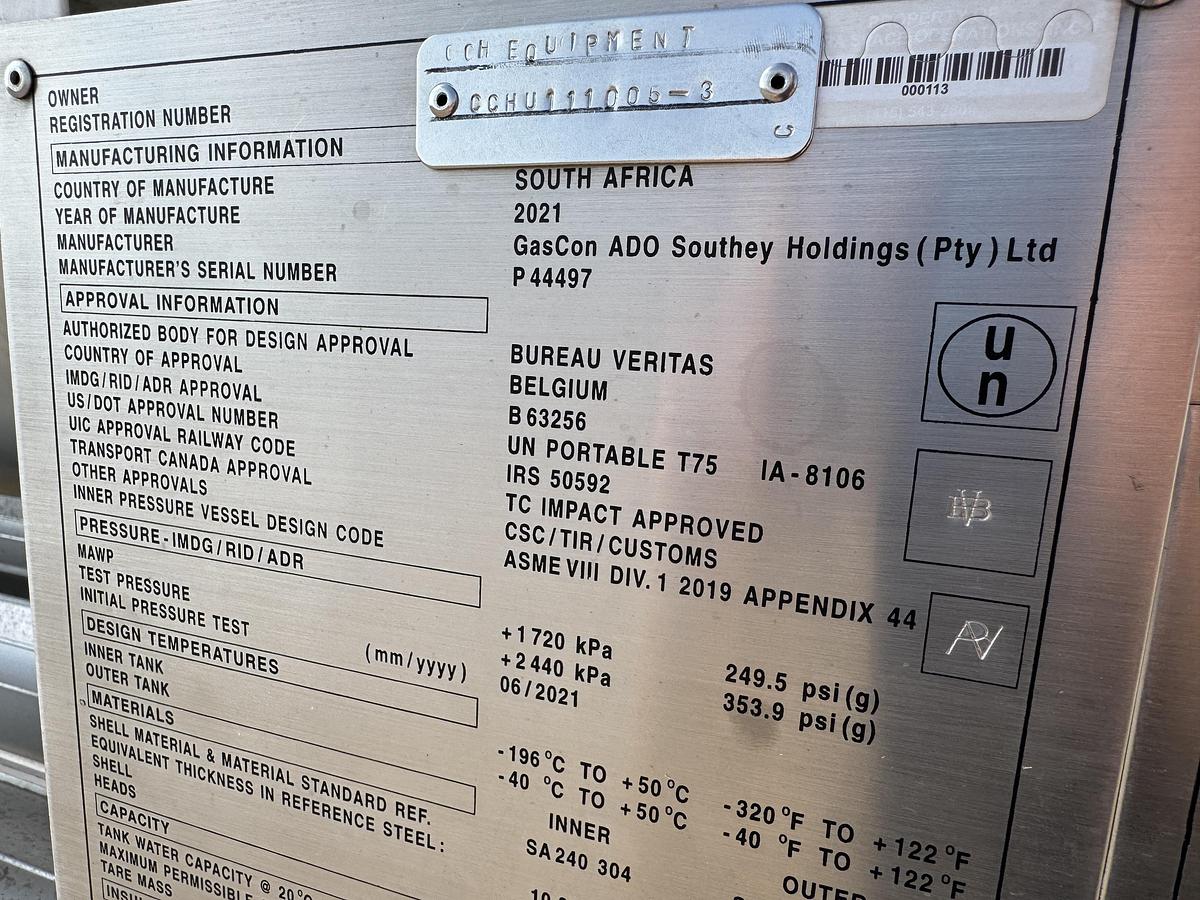 CCH EQUIPMENT
CCHU111005-3
C
000113
OWNER
REGISTRATION NUMBER
MANUFACTURING INFORMATION
COUNTRY OF MANUFACTURE SOUTH AFRICA
YEAR OF MANUFACTURE 2021
MANUFACTURER GasCon ADO Southey Holdings (Pty) Ltd
MANUFACTURER'S SERIAL NUMBER P 44497
APPROVAL INFORMATION
AUTHORIZED BODY FOR DESIGN APPROVAL BUREAU VERITAS
COUNTRY OF APPROVAL BELGIUM
IMDG/RID/ADR APPROVAL B 63256
US/DOT APPROVAL NUMBER UN PORTABLE T75 IA-8106
UIC APPROVAL RAILWAY CODE IRS 50592
TRANSPORT CANADA APPROVAL TC IMPACT APPROVED
OTHER APPROVALS CSC/TIR/CUSTOMS
INNER PRESSURE VESSEL DESIGN CODE ASME VIII DIV. 1 2019 APPENDIX 44
un
PRESSURE-IMDG/RID/ADR
MAWP +1720 kPa 249.5 psi(g)
TEST PRESSURE +2440 kPa 353.9 psi(g)
INITIAL PRESSURE TEST (mm/yyyy) 06/2021
DESIGN TEMPERATURES
INNER TANK -196 °C TO +50 °C -320 °F TO +122 °F
OUTER TANK -40 °C TO +50 °C -40 °F TO +122 °F
MATERIALS INNER OUTER
SHELL MATERIAL & MATERIAL STANDARD REF. SA240 304
EQUIVALENT THICKNESS IN REFERENCE STEEL:
SHELL
HEADS
CAPACITY
TANK WATER CAPACITY @ 20°C
MAXIMUM PERMISSIBLE
TARE MASS